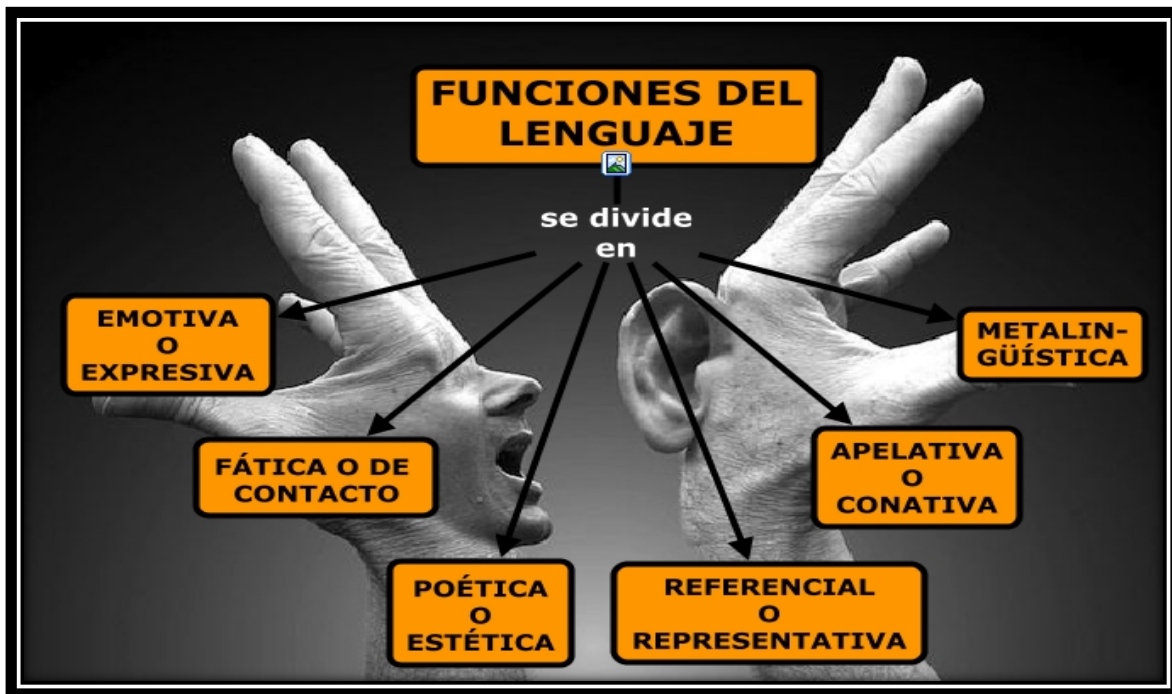 FUNCIONES DEL
LENGUAJE
se divide
en
EMOTIVA
O
EXPRESIVA
FÁTICA O DE
CONTACTO
POÉTICA
O
ESTÉTICA
REFERENCIAL
O
REPRESENTATIVA
APELATIVA
O
CONATIVA
METALIN-
GÜÍSTICA